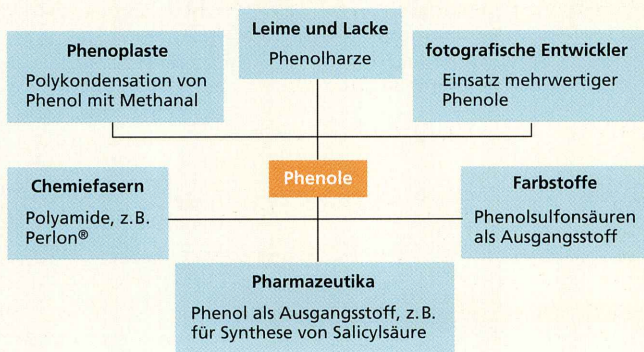 Leime und Lacke
Phenolharze
Phenoplaste
Polykondensation von
Phenol mit Methanal
fotografische Entwickler
Einsatz mehrwertiger
Phenole
Phenole
Chemiefasern
Polyamide, z.B.
Perlon®
Farbstoffe
Phenolsulfonsäuren
als Ausgangsstoff
Pharmazeutika
Phenol als Ausgangsstoff, z.B.
für Synthese von Salicylsäure